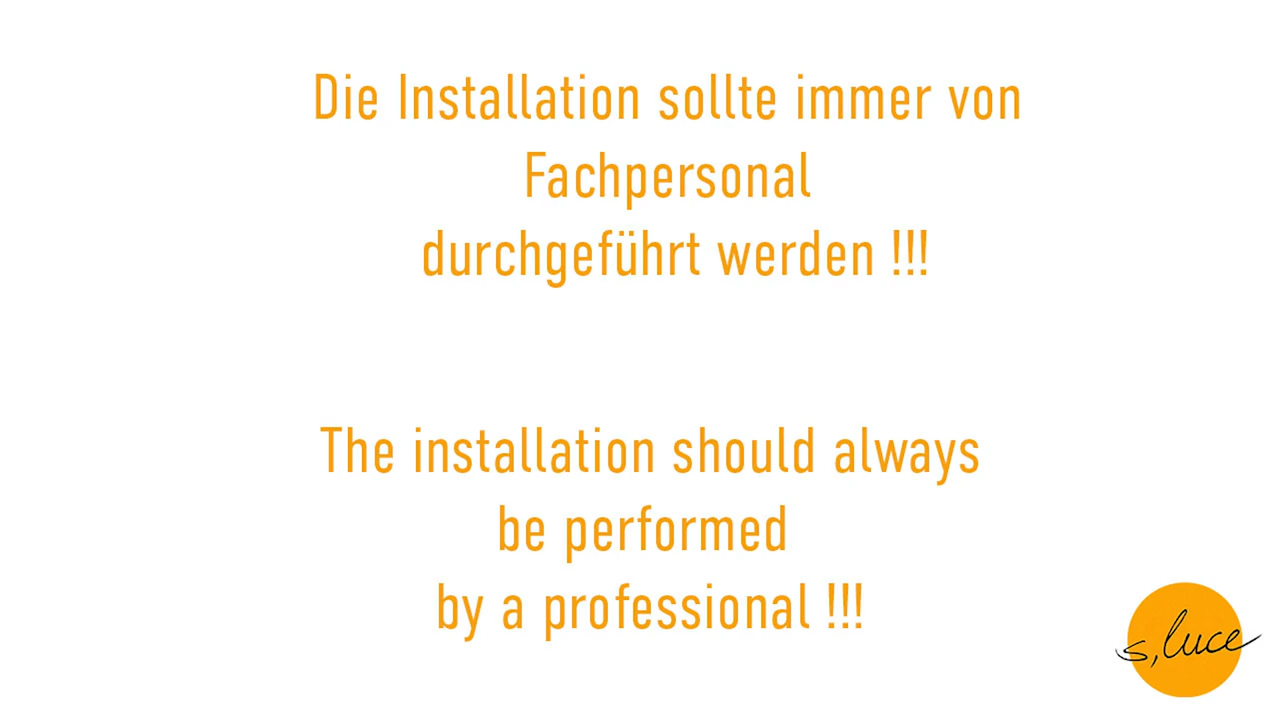 Die Installation sollte immer von
Fachpersonal
durchgeführt werden !!!
The installation should always
be performed
by a professional !!!
s,luce